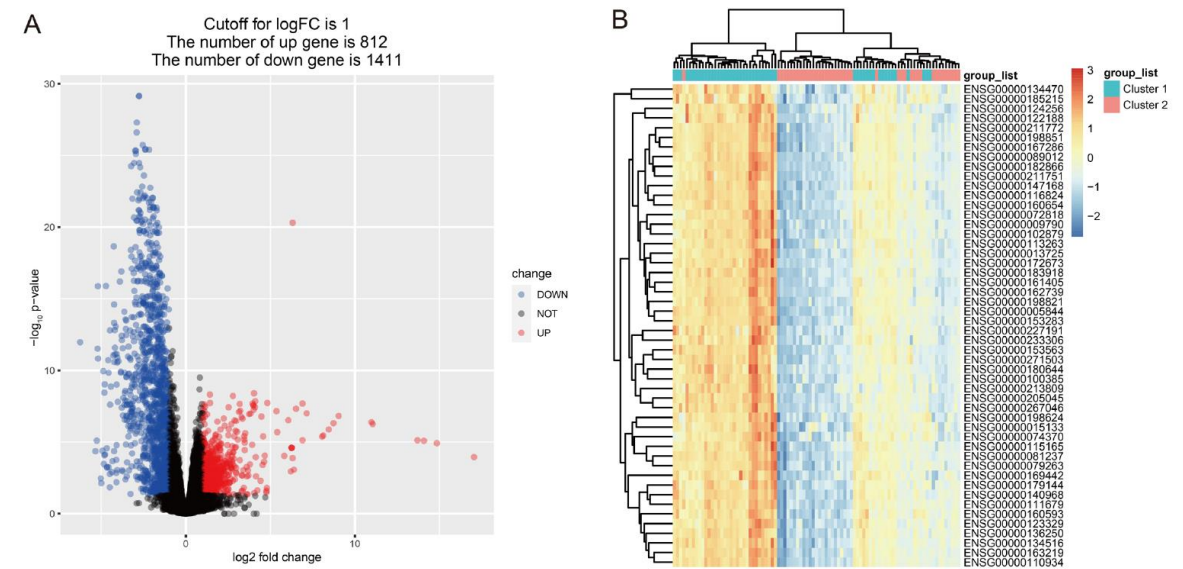 A
Cutoff for logFC is 1
The number of up gene is 812
The number of down gene is 1411
30
20
10
0
−log10 p−value
0
10
log2 fold change
change
DOWN
NOT
UP
B
group_list
ENSG00000134470
ENSG00000185215
ENSG00000124256
ENSG00000122188
ENSG00000211772
ENSG00000198851
ENSG00000167286
ENSG00000089012
ENSG00000182866
ENSG00000211751
ENSG00000147168
ENSG00000116824
ENSG00000160654
ENSG00000072818
ENSG00000009790
ENSG00000102879
ENSG00000113263
ENSG00000013725
ENSG00000172673
ENSG00000183918
ENSG00000161405
ENSG00000162739
ENSG00000198821
ENSG00000005844
ENSG00000153283
ENSG00000227191
ENSG00000233306
ENSG00000153563
ENSG00000271503
ENSG00000180644
ENSG00000100385
ENSG00000213809
ENSG00000205045
ENSG00000267046
ENSG00000198624
ENSG00000015133
ENSG00000074370
ENSG00000115165
ENSG00000081237
ENSG00000079263
ENSG00000169442
ENSG00000179144
ENSG00000140968
ENSG00000111679
ENSG00000160593
ENSG00000123329
ENSG00000136250
ENSG00000134516
ENSG00000163219
ENSG00000110934
3
2
1
0
−1
−2
group_list
Cluster 1
Cluster 2